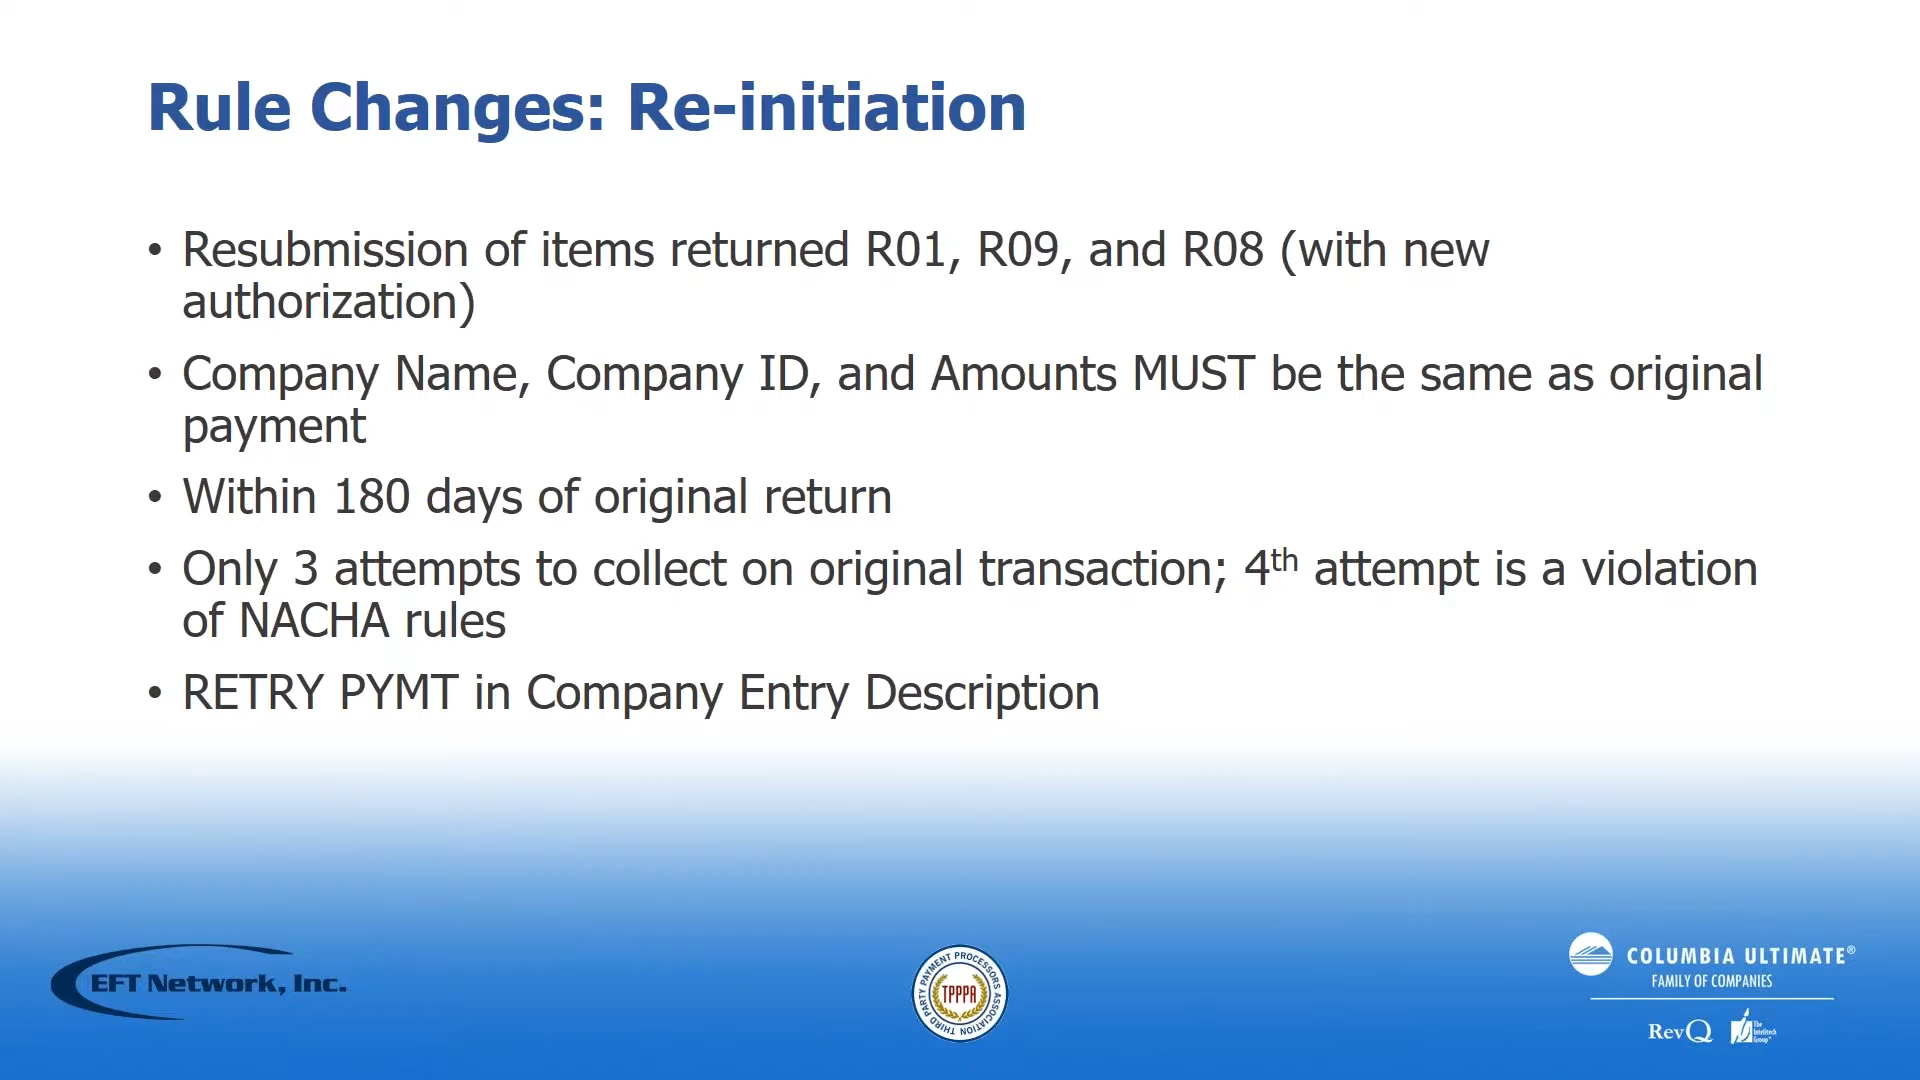 Rule Changes: Re-initiation
• Resubmission of items returned R01, R09, and R08 (with new
authorization)
• Company Name, Company ID, and Amounts MUST be the same as original
payment
• Within 180 days of original return
• Only 3 attempts to collect on original transaction; 4th attempt is a violation
of NACHA rules
• RETRY PYMT in Company Entry Description
EFT Network, Inc.
THIRD PARTY PAYMENT PROCESSORS ASSOCIATION
TPPPA
COLUMBIA ULTIMATE®
FAMILY OF COMPANIES
RevQ
The
Intelitech
Group